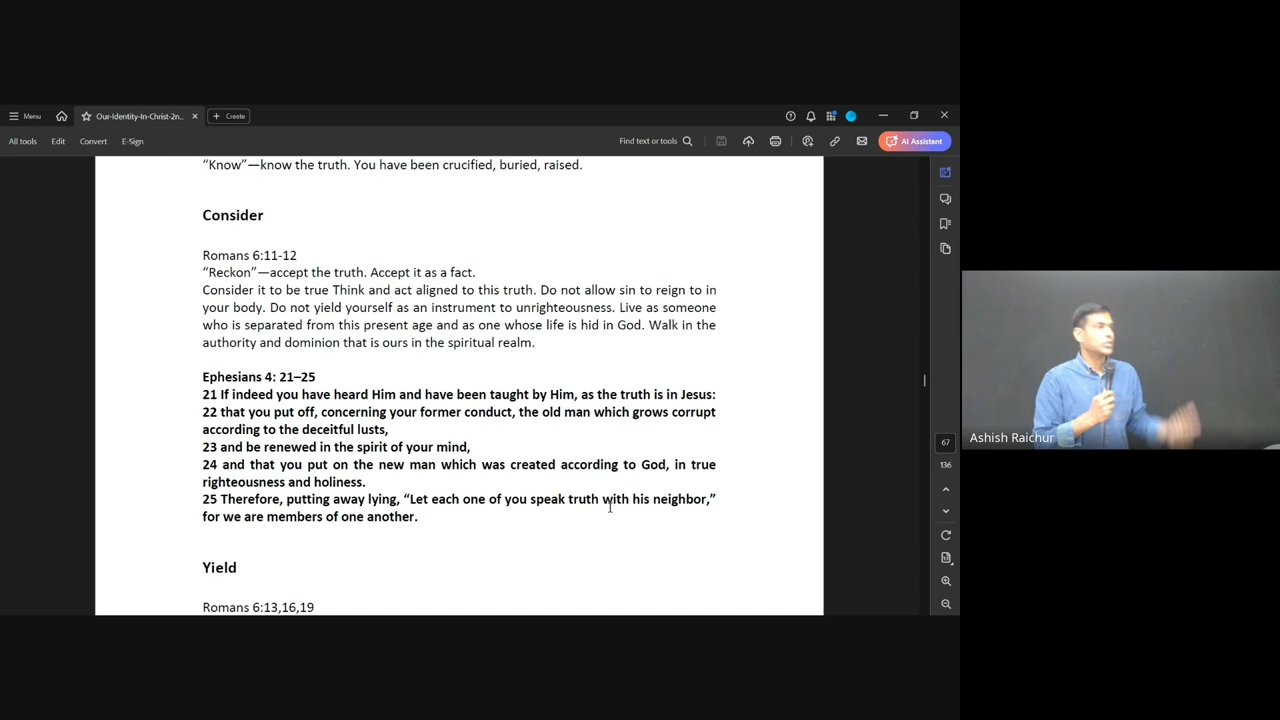 Menu
Our-Identity-In-Christ-2n...
Create
All tools
Edit
Convert
E-Sign
Find text or tools
AI Assistant
“Know”—know the truth. You have been crucified, buried, raised.
Consider
Romans 6:11-12
“Reckon”—accept the truth. Accept it as a fact.
Consider it to be true Think and act aligned to this truth. Do not allow sin to reign to in
your body. Do not yield yourself as an instrument to unrighteousness. Live as someone
who is separated from this present age and as one whose life is hid in God. Walk in the
authority and dominion that is ours in the spiritual realm.
Ephesians 4: 21–25
21 If indeed you have heard Him and have been taught by Him, as the truth is in Jesus:
22 that you put off, concerning your former conduct, the old man which grows corrupt
according to the deceitful lusts,
23 and be renewed in the spirit of your mind,
24 and that you put on the new man which was created according to God, in true
righteousness and holiness.
25 Therefore, putting away lying, “Let each one of you speak truth with his neighbor,”
for we are members of one another.
Yield
Romans 6:13,16,19
67
136
Ashish Raichur